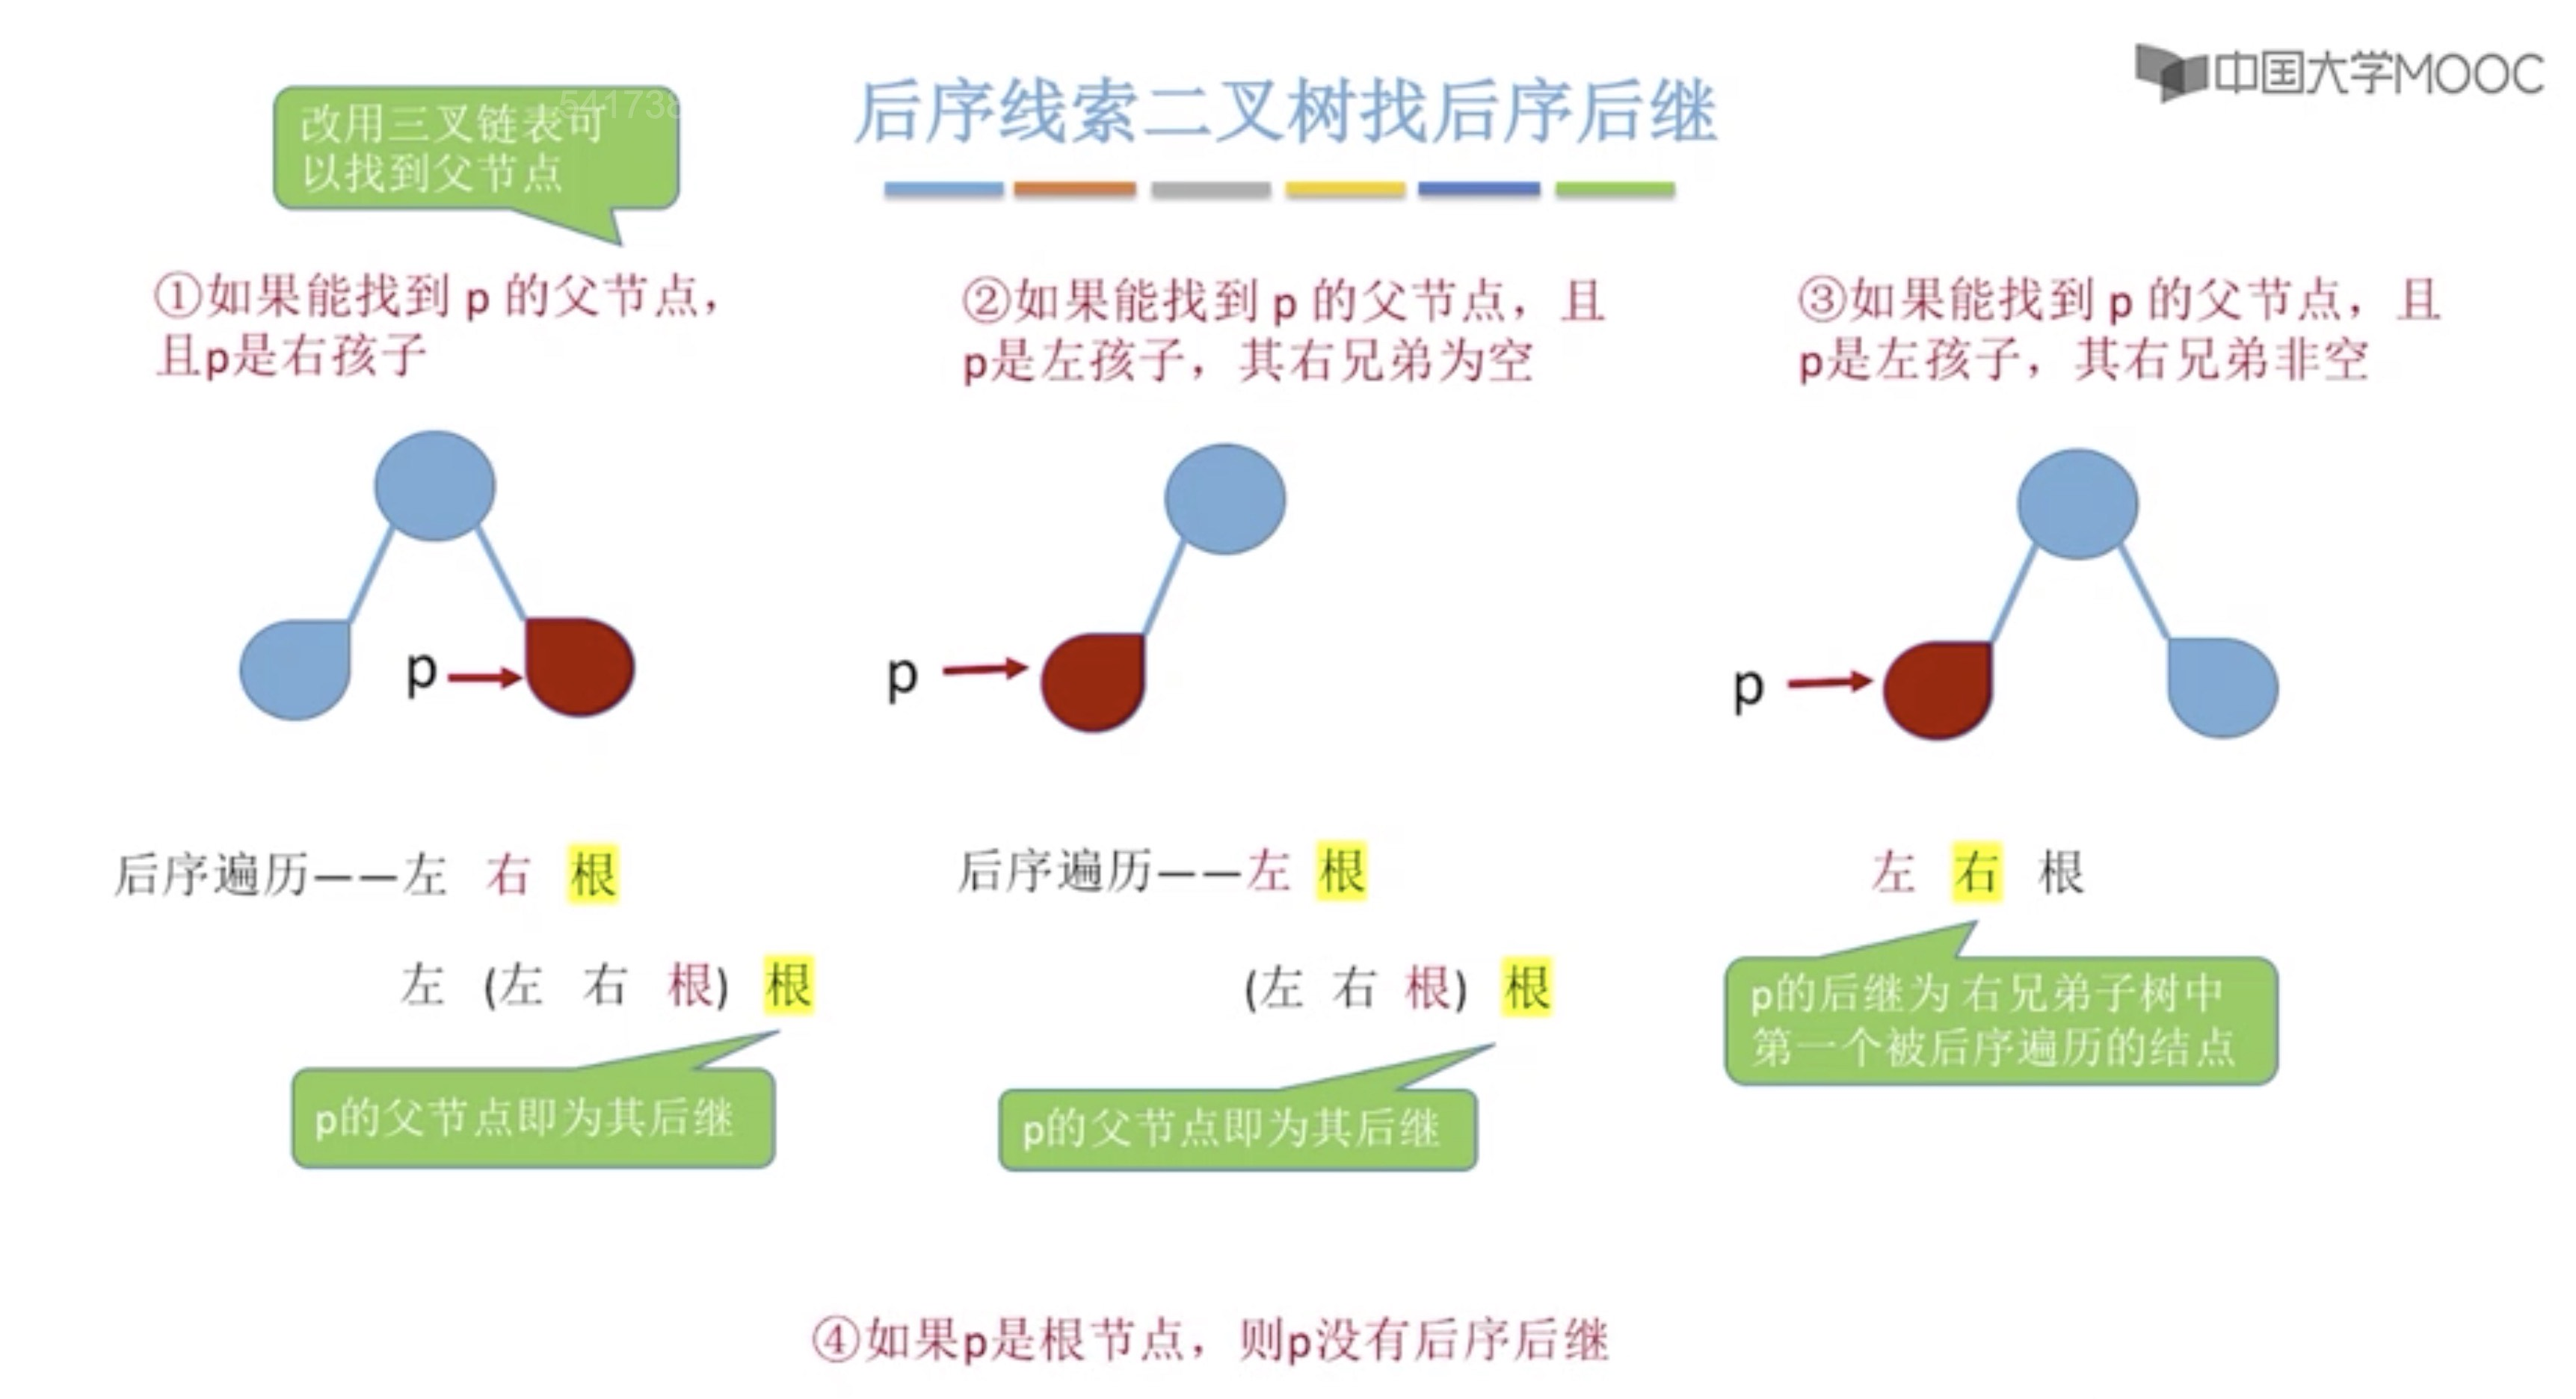 中国大学MOOC
后序线索二叉树找后序后继
541738
改用三叉链表可
以找到父节点
①如果能找到 p 的父节点，
且p是右孩子
p
后序遍历——左 右 根
左 (左 右 根) 根
p的父节点即为其后继
②如果能找到 p 的父节点，且
p是左孩子，其右兄弟为空
p
后序遍历——左 根
(左 右 根) 根
p的父节点即为其后继
③如果能找到 p 的父节点，且
p是左孩子，其右兄弟非空
p
左 右 根
p的后继为 右兄弟子树中
第一个被后序遍历的结点
④如果p是根节点，则p没有后序后继